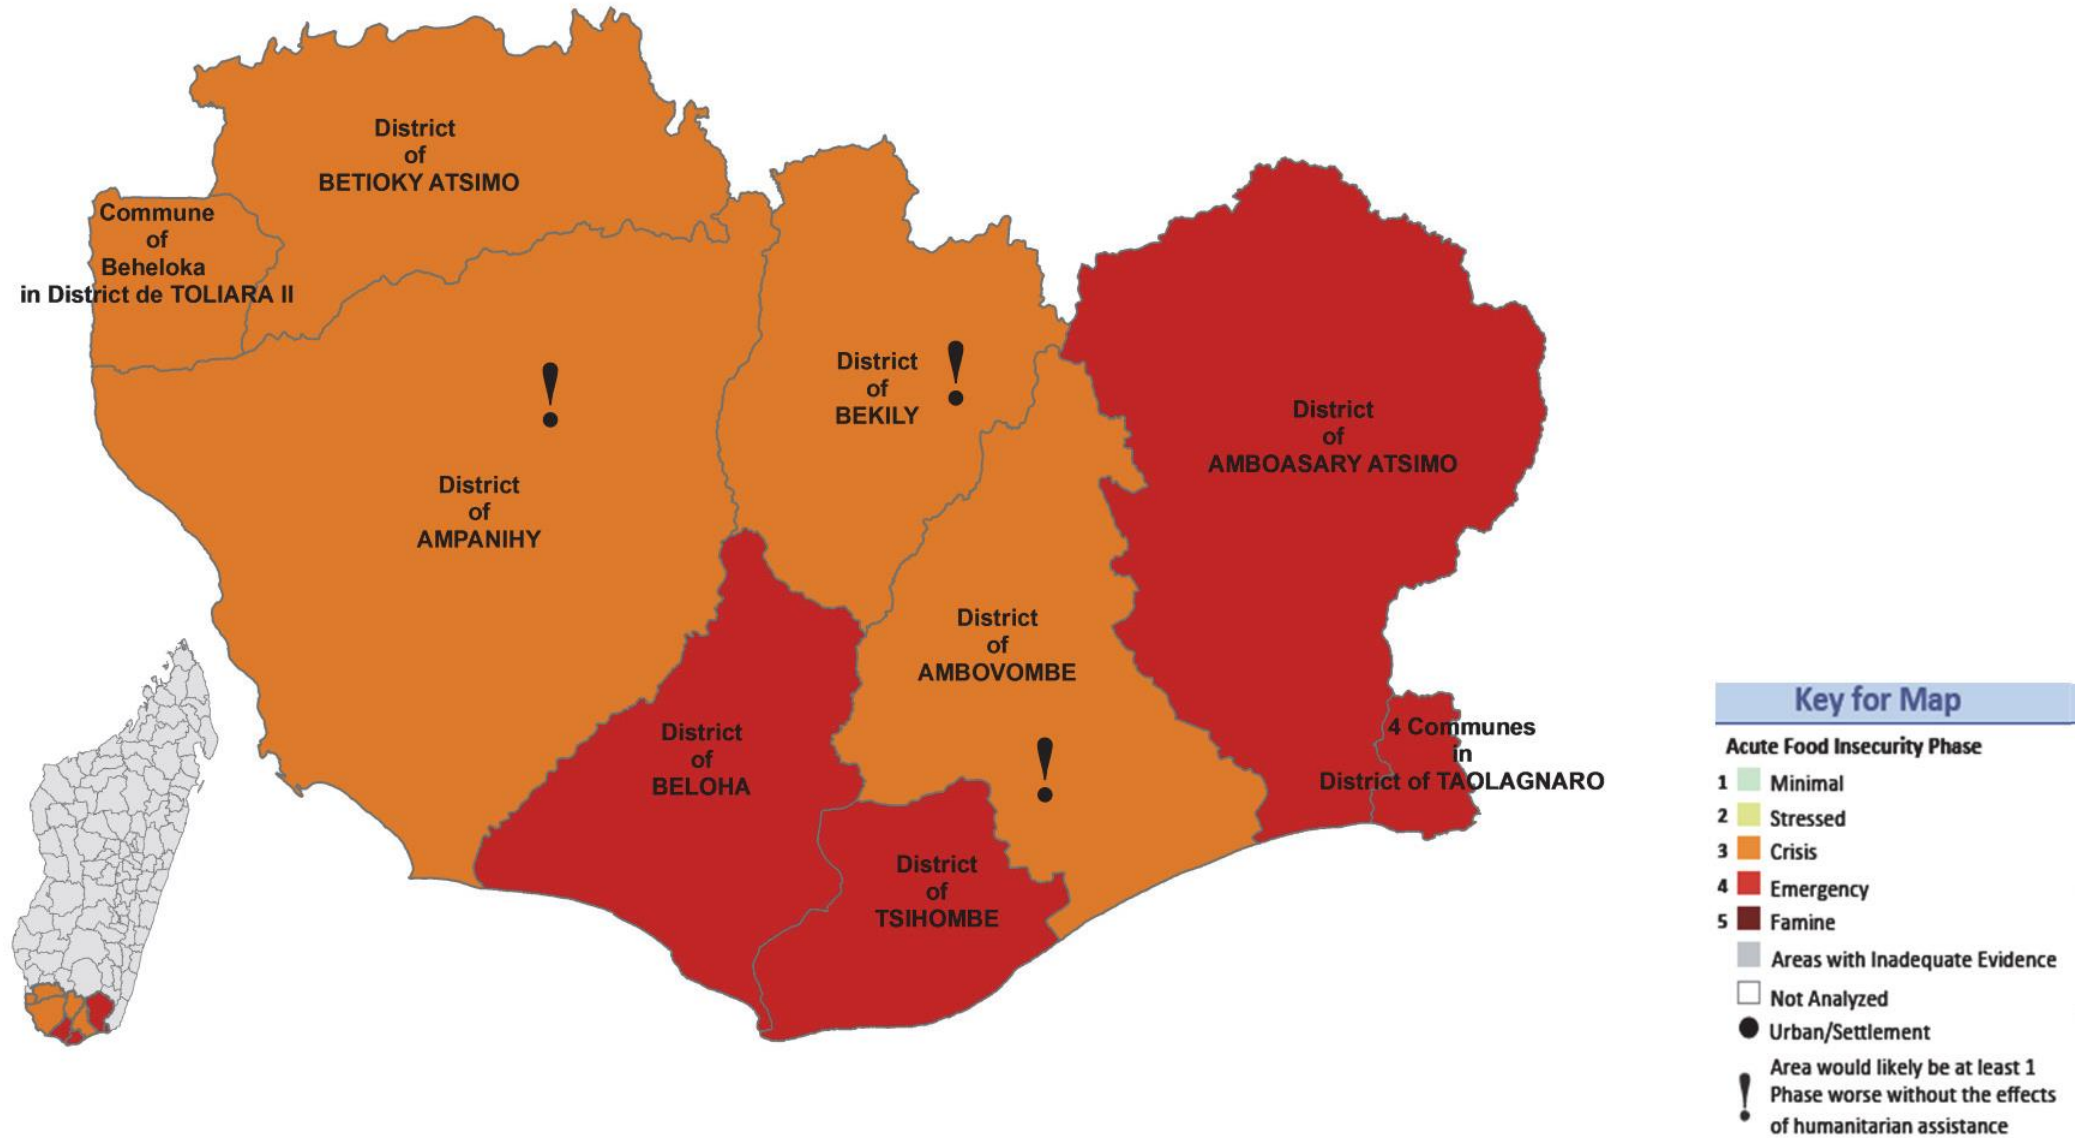 District
of
BETIOKY ATSIMO
Commune
of
Beheloka
in District de TOLIARA II
District
of
BEKILY
District
of
AMBOASARY ATSIMO
District
of
AMPANIHY
District
of
AMBOVOMBE
District
of
BELOHA
4 Communes
in
District of TAOLAGNARO
District
of
TSIHOMBE
Key for Map
Acute Food Insecurity Phase
1 Minimal
2 Stressed
3 Crisis
4 Emergency
5 Famine
Areas with Inadequate Evidence
Not Analyzed
Urban/Settlement
! Area would likely be at least 1
Phase worse without the effects
of humanitarian assistance